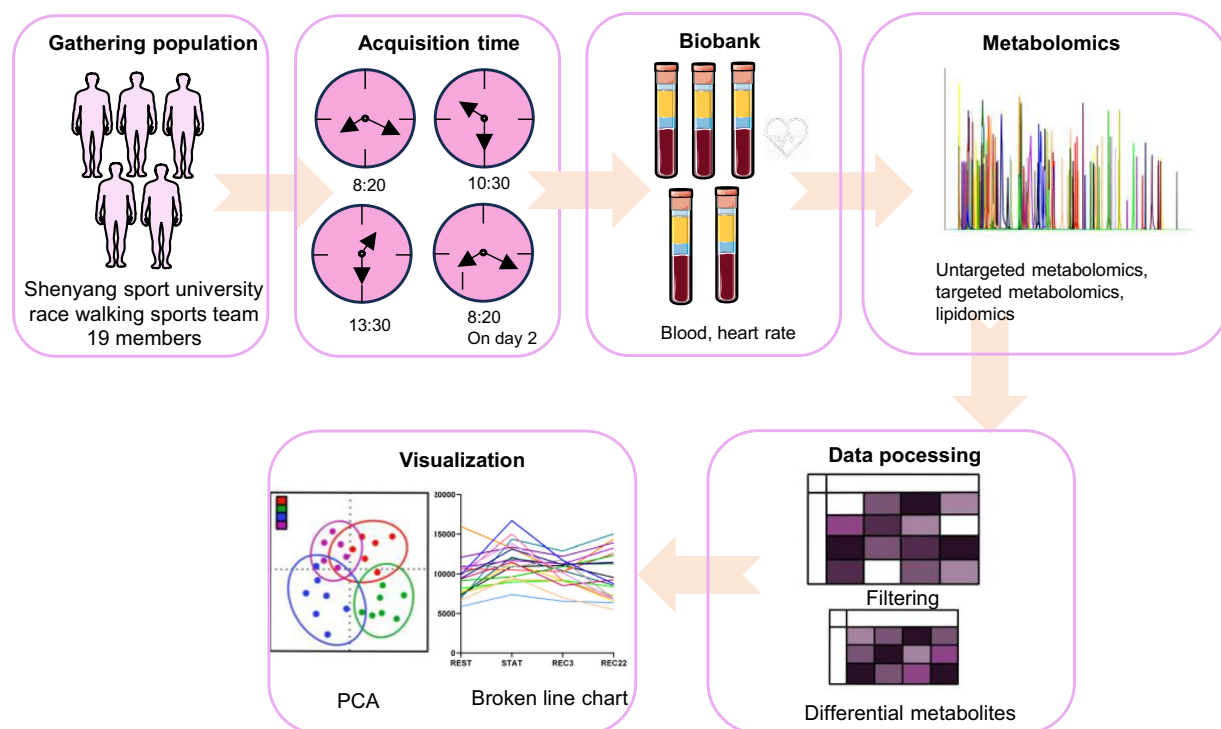 Gathering population
Shenyang sport university
race walking sports team
19 members
Acquisition time
8:20
10:30
13:30
8:20
On day 2
Biobank
Blood, heart rate
Metabolomics
Untargeted metabolomics,
targeted metabolomics,
lipidomics
Data pocessing
Filtering
Differential metabolites
Visualization
PCA
20000
15000
10000
5000
0
REST STAT REC3 REC22
Broken line chart